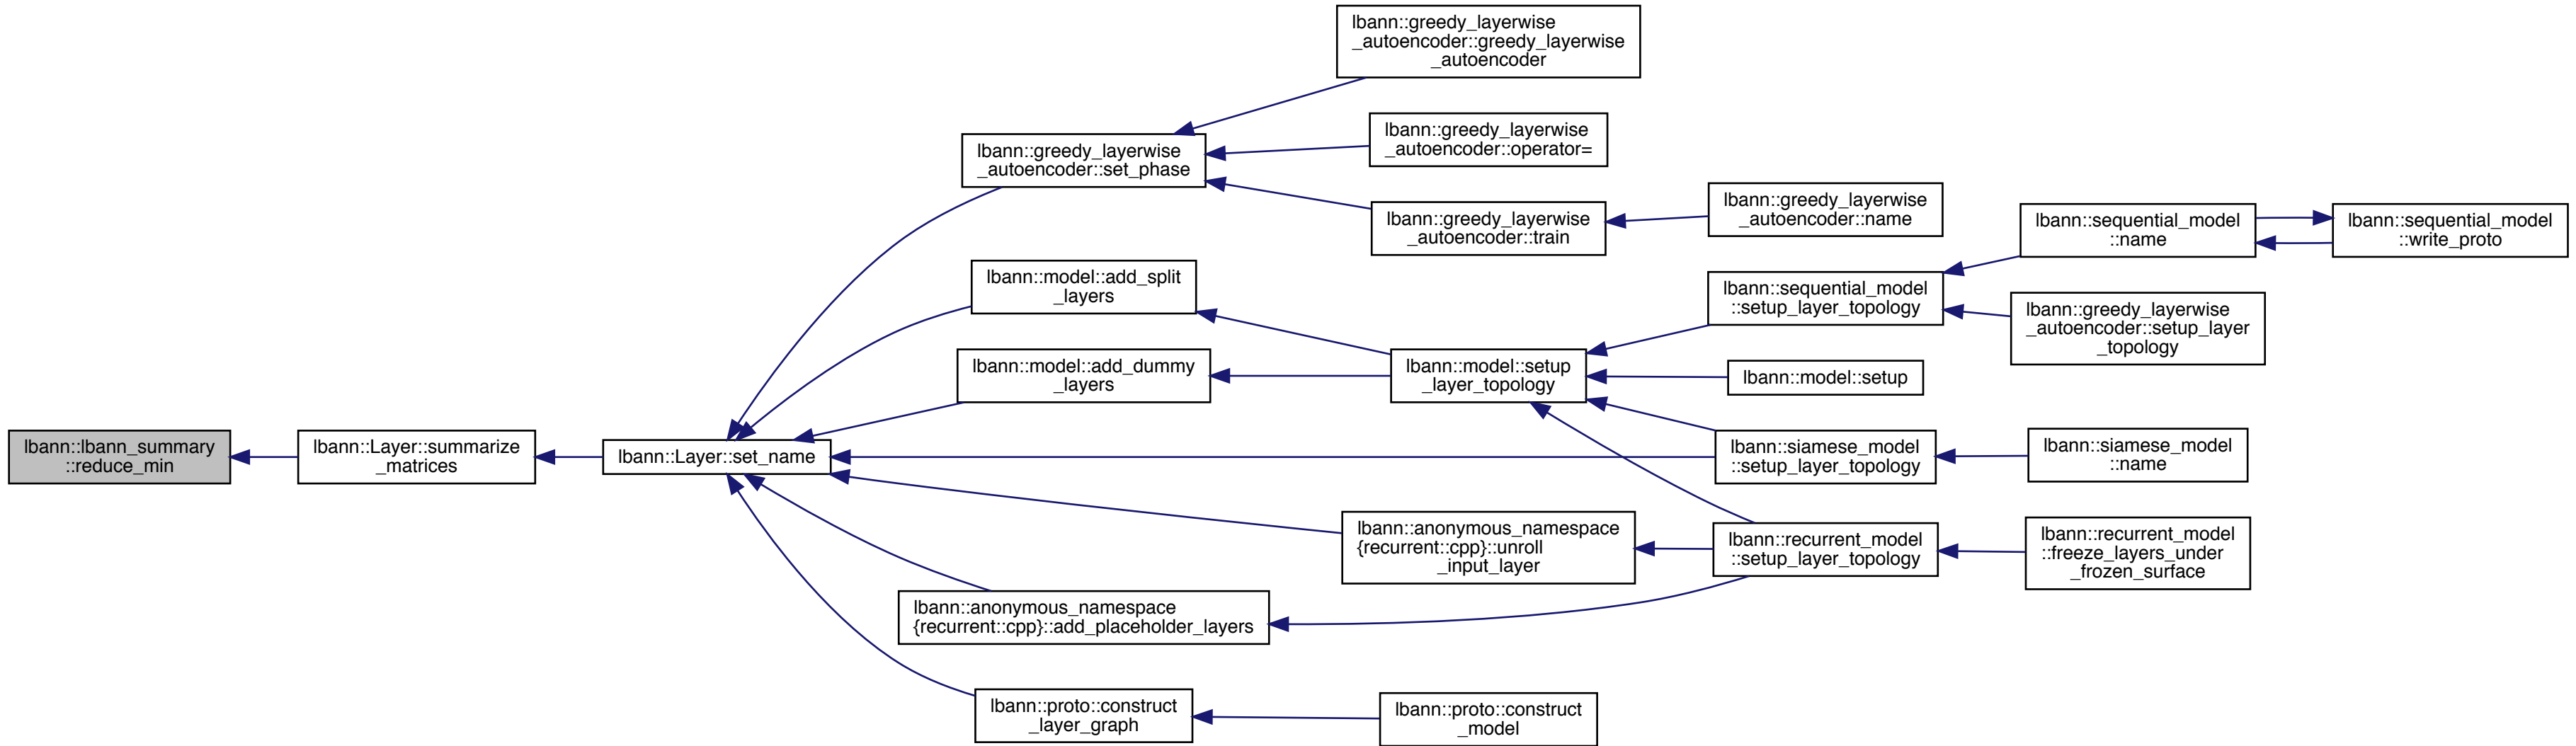 lbann::lbann_summary
::reduce_min
lbann::Layer::summarize
_matrices
lbann::Layer::set_name
lbann::greedy_layerwise
_autoencoder::set_phase
lbann::greedy_layerwise
_autoencoder::greedy_layerwise
_autoencoder
lbann::greedy_layerwise
_autoencoder::operator=
lbann::greedy_layerwise
_autoencoder::train
lbann::greedy_layerwise
_autoencoder::name
lbann::model::add_split
_layers
lbann::model::add_dummy
_layers
lbann::model::setup
_layer_topology
lbann::sequential_model
::setup_layer_topology
lbann::sequential_model
::name
lbann::sequential_model
::write_proto
lbann::greedy_layerwise
_autoencoder::setup_layer
_topology
lbann::model::setup
lbann::siamese_model
::setup_layer_topology
lbann::siamese_model
::name
lbann::anonymous_namespace
{recurrent::cpp}::unroll
_input_layer
lbann::recurrent_model
::setup_layer_topology
lbann::recurrent_model
::freeze_layers_under
_frozen_surface
lbann::anonymous_namespace
{recurrent::cpp}::add_placeholder_layers
lbann::proto::construct
_layer_graph
lbann::proto::construct
_model